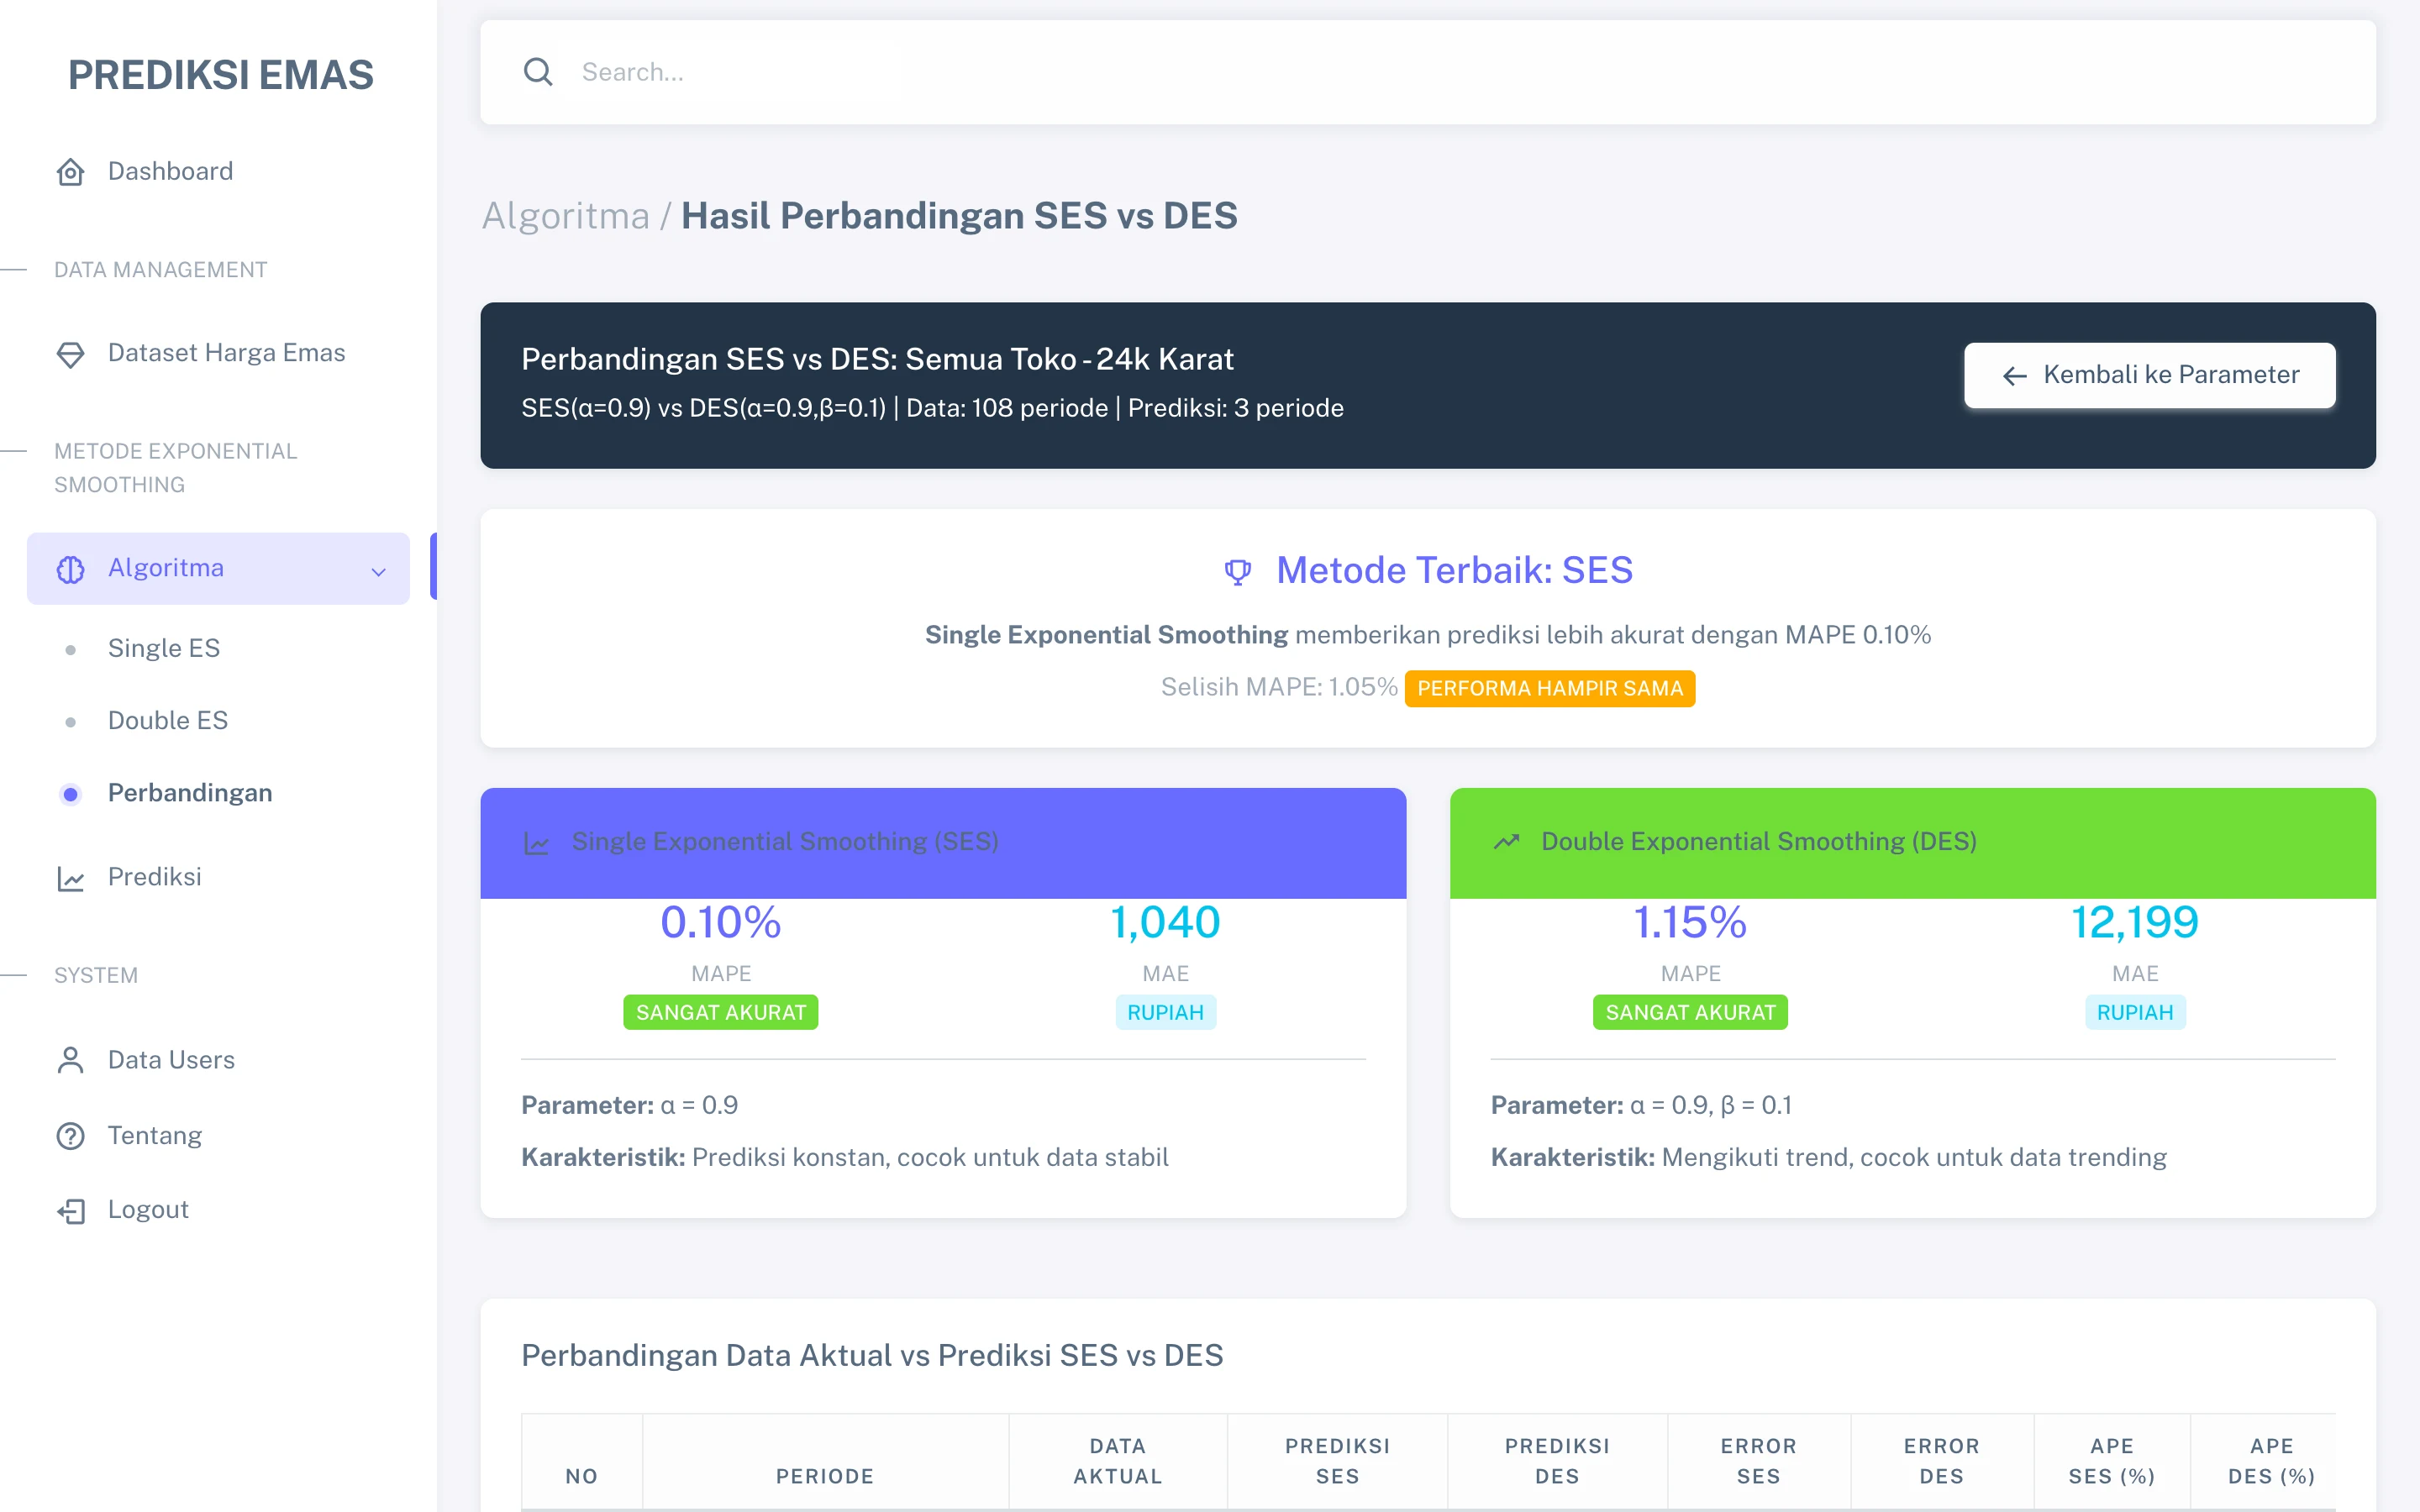 PREDIKSI EMAS
Dashboard
DATA MANAGEMENT
Dataset Harga Emas
METODE EXPONENTIAL
SMOOTHING
Algoritma
Single ES
Double ES
Perbandingan
Prediksi
SYSTEM
Data Users
Tentang
Logout
Search...
Algoritma / Hasil Perbandingan SES vs DES
Perbandingan SES vs DES: Semua Toko - 24k Karat
SES(α=0.9) vs DES(α=0.9,β=0.1) | Data: 108 periode | Prediksi: 3 periode
Kembali ke Parameter
Metode Terbaik: SES
Single Exponential Smoothing memberikan prediksi lebih akurat dengan MAPE 0.10%
Selisih MAPE: 1.05% PERFORMA HAMPIR SAMA
Single Exponential Smoothing (SES)
0.10% 1,040
MAPE MAE
SANGAT AKURAT RUPIAH
Parameter: α = 0.9
Karakteristik: Prediksi konstan, cocok untuk data stabil
Double Exponential Smoothing (DES)
1.15% 12,199
MAPE MAE
SANGAT AKURAT RUPIAH
Parameter: α = 0.9, β = 0.1
Karakteristik: Mengikuti trend, cocok untuk data trending
Perbandingan Data Aktual vs Prediksi SES vs DES
NO
PERIODE
DATA
AKTUAL
PREDIKSI
SES
PREDIKSI
DES
ERROR
SES
ERROR
DES
APE
SES (%)
APE
DES (%)